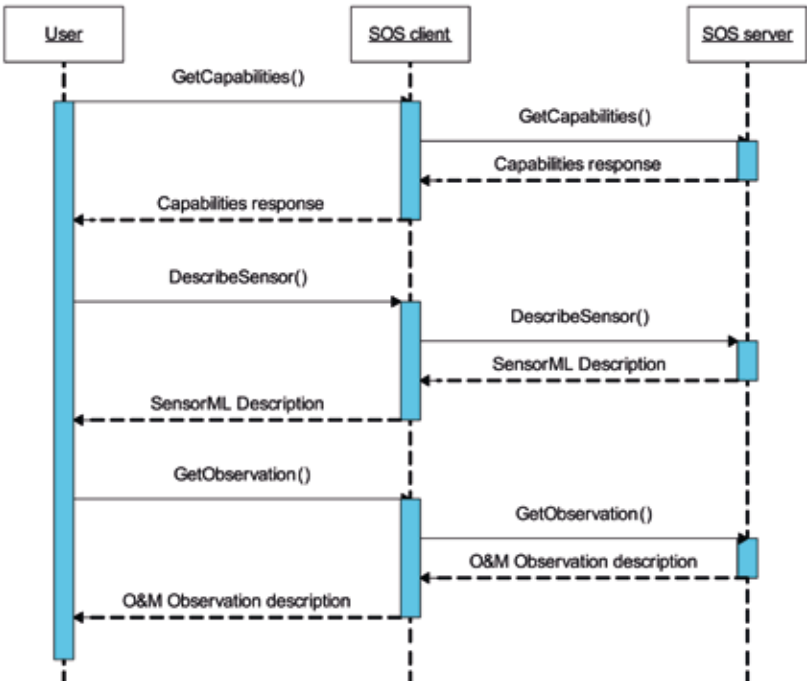 User
SOS client
SOS server
GetCapabilities()
GetCapabilities()
Capabilities response
Capabilities response
DescribeSensor()
DescribeSensor()
SensorML Description
SensorML Description
GetObservation()
GetObservation()
O&M Observation description
O&M Observation description